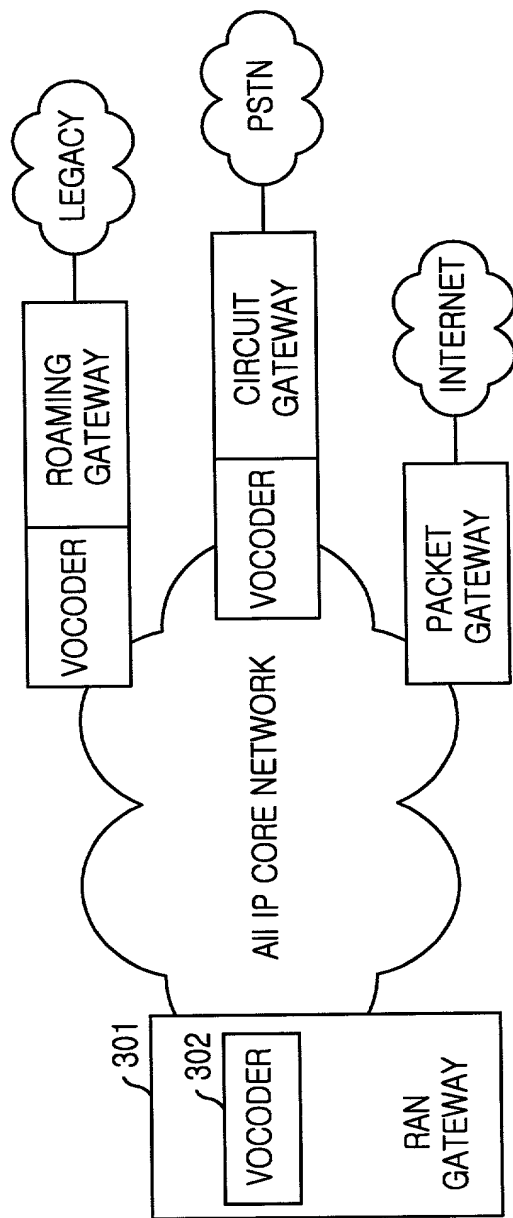 301
302
VOCODER
RAN
GATEWAY
All IP CORE NETWORK
VOCODER
ROAMING
GATEWAY
LEGACY
VOCODER
CIRCUIT
GATEWAY
PSTN
PACKET
GATEWAY
INTERNET